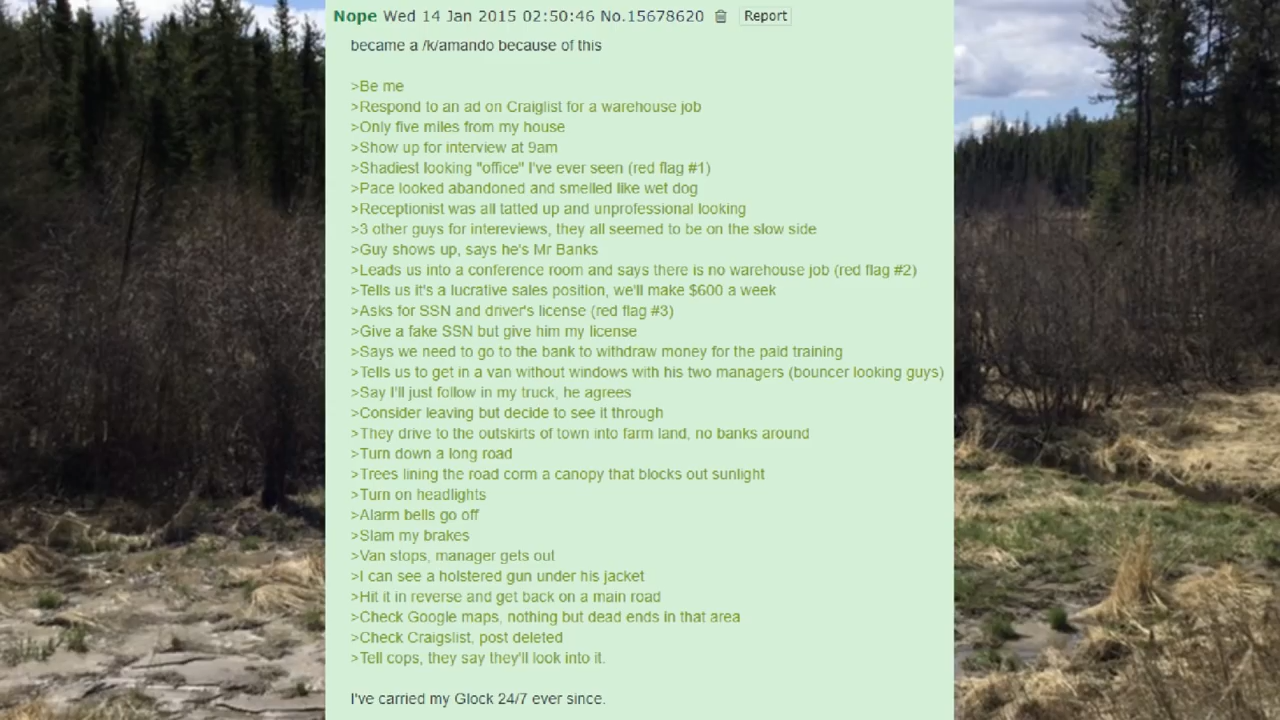 Nope Wed 14 Jan 2015 02:50:46 No.15678620 Report
became a /k/amando because of this
>Be me
>Respond to an ad on Craiglist for a warehouse job
>Only five miles from my house
>Show up for interview at 9am
>Shadiest looking "office" I've ever seen (red flag #1)
>Pace looked abandoned and smelled like wet dog
>Receptionist was all tatted up and unprofessional looking
>3 other guys for intereviews, they all seemed to be on the slow side
>Guy shows up, says he's Mr Banks
>Leads us into a conference room and says there is no warehouse job (red flag #2)
>Tells us it's a lucrative sales position, we'll make $600 a week
>Asks for SSN and driver's license (red flag #3)
>Give a fake SSN but give him my license
>Says we need to go to the bank to withdraw money for the paid training
>Tells us to get in a van without windows with his two managers (bouncer looking guys)
>Say I'll just follow in my truck, he agrees
>Consider leaving but decide to see it through
>They drive to the outskirts of town into farm land, no banks around
>Turn down a long road
>Trees lining the road corm a canopy that blocks out sunlight
>Turn on headlights
>Alarm bells go off
>Slam my brakes
>Van stops, manager gets out
>I can see a holstered gun under his jacket
>Hit it in reverse and get back on a main road
>Check Google maps, nothing but dead ends in that area
>Check Craigslist, post deleted
>Tell cops, they say they'll look into it.
I've carried my Glock 24/7 ever since.